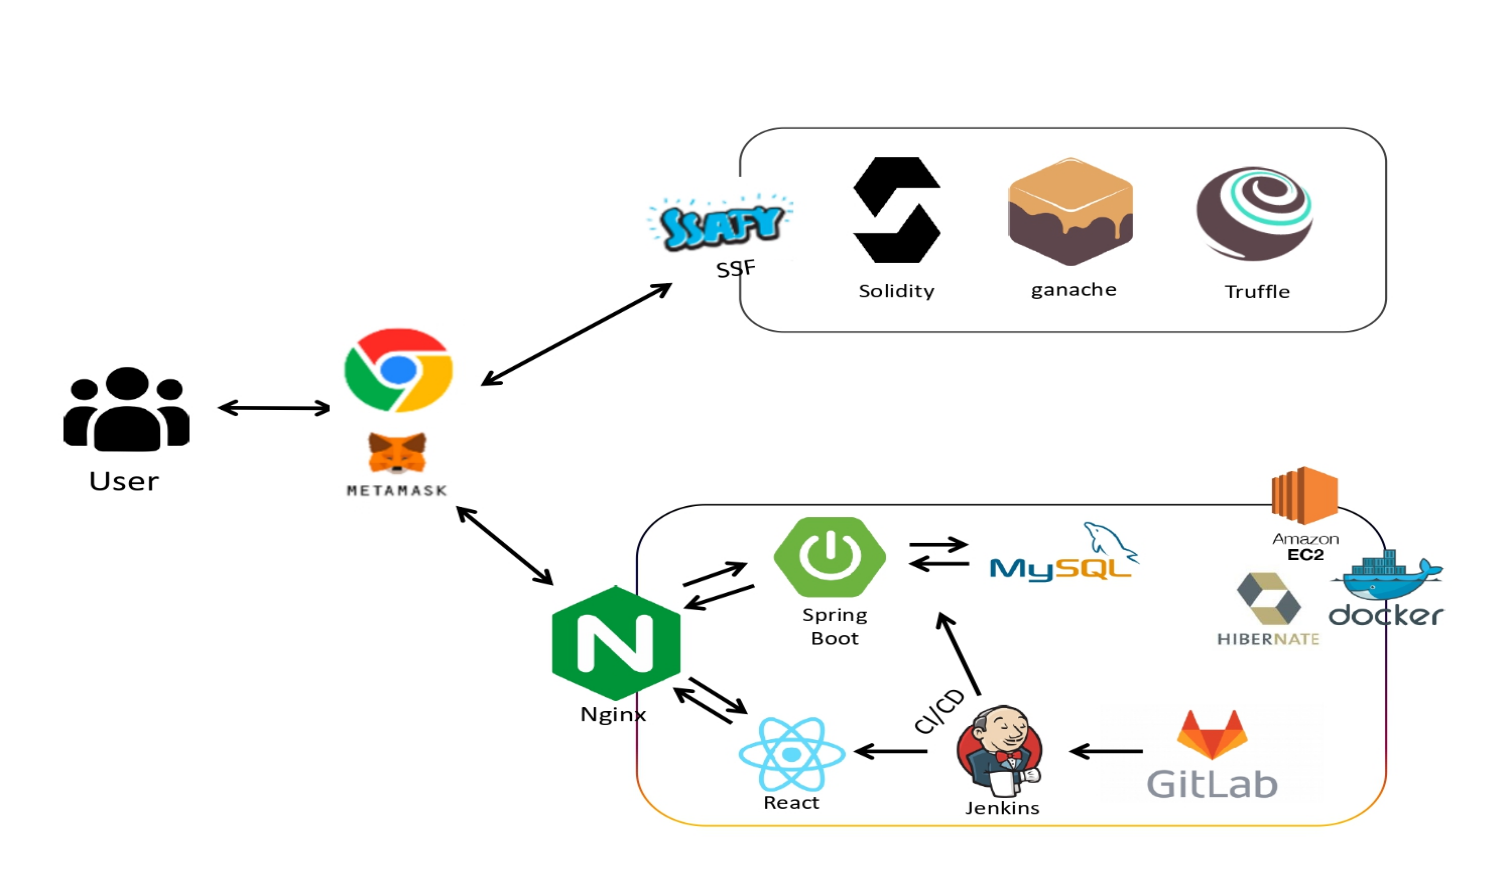 SSAFY
SSF
Solidity
ganache
Truffle
User
METAMASK
Amazon
EC2
MySQL
Spring
Boot
HIBERNATE
docker
Nginx
CI/CD
React
Jenkins
GitLab